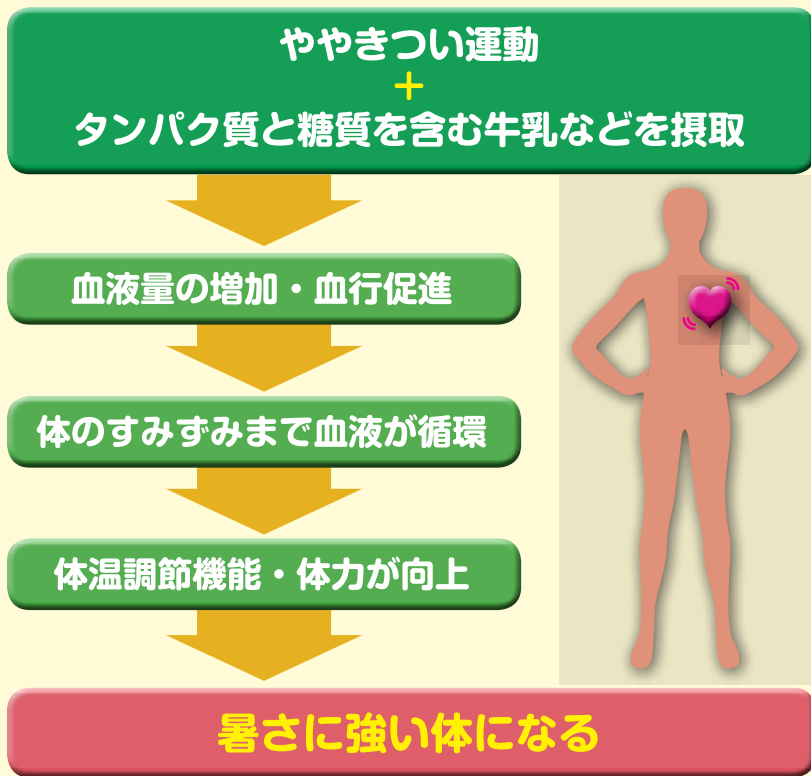 ややきつい運動
+
タンパク質と糖質を含む牛乳などを摂取
血液量の増加・血行促進
体のすみずみまで血液が循環
体温調節機能・体力が向上
暑さに強い体になる